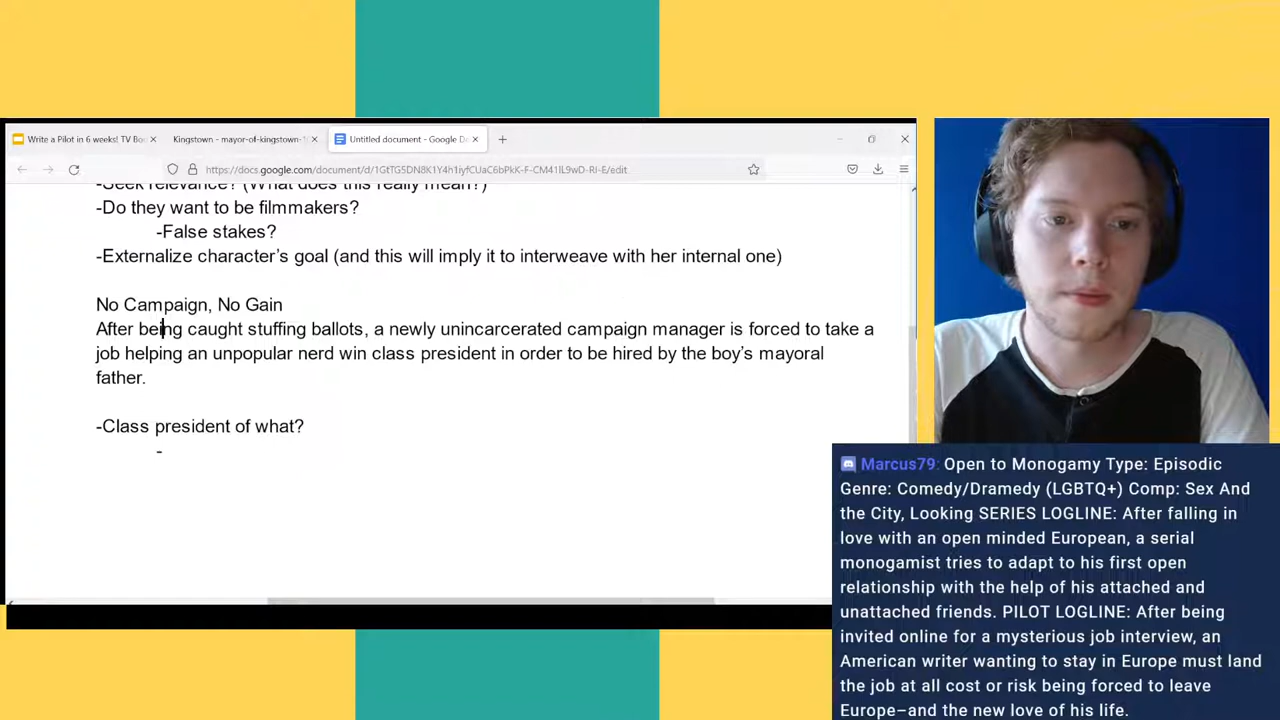 Write a Pilot in 6 weeks! TV Bo
Kingstown - mayor-of-kingstown-
Untitled document - Google D
https://docs.google.com/document/d/1GtTG5DN8K1Y4h1iyfCUaC6bPkK-F-CM41lL9wD-RI-E/edit
-Seek relevance? (What does this really mean?)
-Do they want to be filmmakers?
-False stakes?
-Externalize character's goal (and this will imply it to interweave with her internal one)
No Campaign, No Gain
After being caught stuffing ballots, a newly unincarcerated campaign manager is forced to take a
job helping an unpopular nerd win class president in order to be hired by the boy's mayoral
father.
-Class president of what?
-
Marcus79: Open to Monogamy Type: Episodic
Genre: Comedy/Dramedy (LGBTQ+) Comp: Sex And
the City, Looking SERIES LOGLINE: After falling in
love with an open minded European, a serial
monogamist tries to adapt to his first open
relationship with the help of his attached and
unattached friends. PILOT LOGLINE: After being
invited online for a mysterious job interview, an
American writer wanting to stay in Europe must land
the job at all cost or risk being forced to leave
Europe–and the new love of his life.